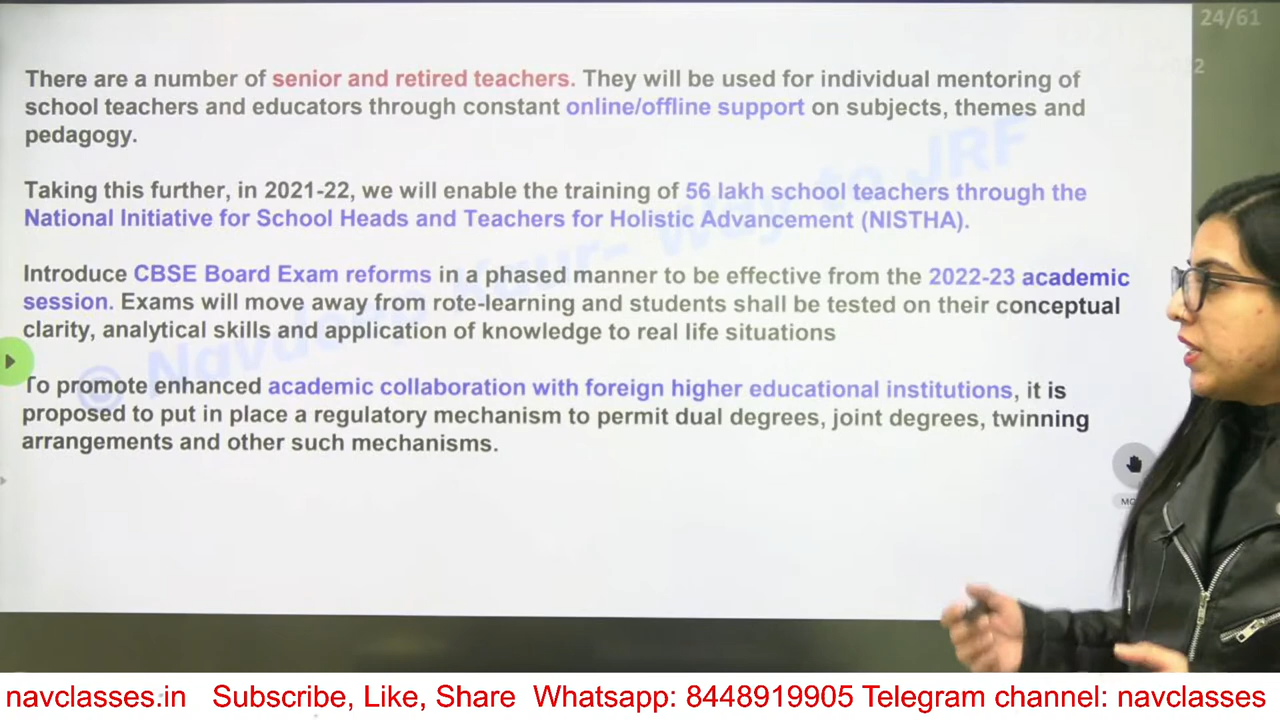 24/61
There are a number of senior and retired teachers. They will be used for individual mentoring of
school teachers and educators through constant online/offline support on subjects, themes and
pedagogy.
Taking this further, in 2021-22, we will enable the training of 56 lakh school teachers through the
National Initiative for School Heads and Teachers for Holistic Advancement (NISTHA).
Introduce CBSE Board Exam reforms in a phased manner to be effective from the 2022-23 academic
session. Exams will move away from rote-learning and students shall be tested on their conceptual
clarity, analytical skills and application of knowledge to real life situations
To promote enhanced academic collaboration with foreign higher educational institutions, it is
proposed to put in place a regulatory mechanism to permit dual degrees, joint degrees, twinning
arrangements and other such mechanisms.
© Navdeep Kaur- Way to JRF
navclasses.in Subscribe, Like, Share Whatsapp: 8448919905 Telegram channel: navclasses